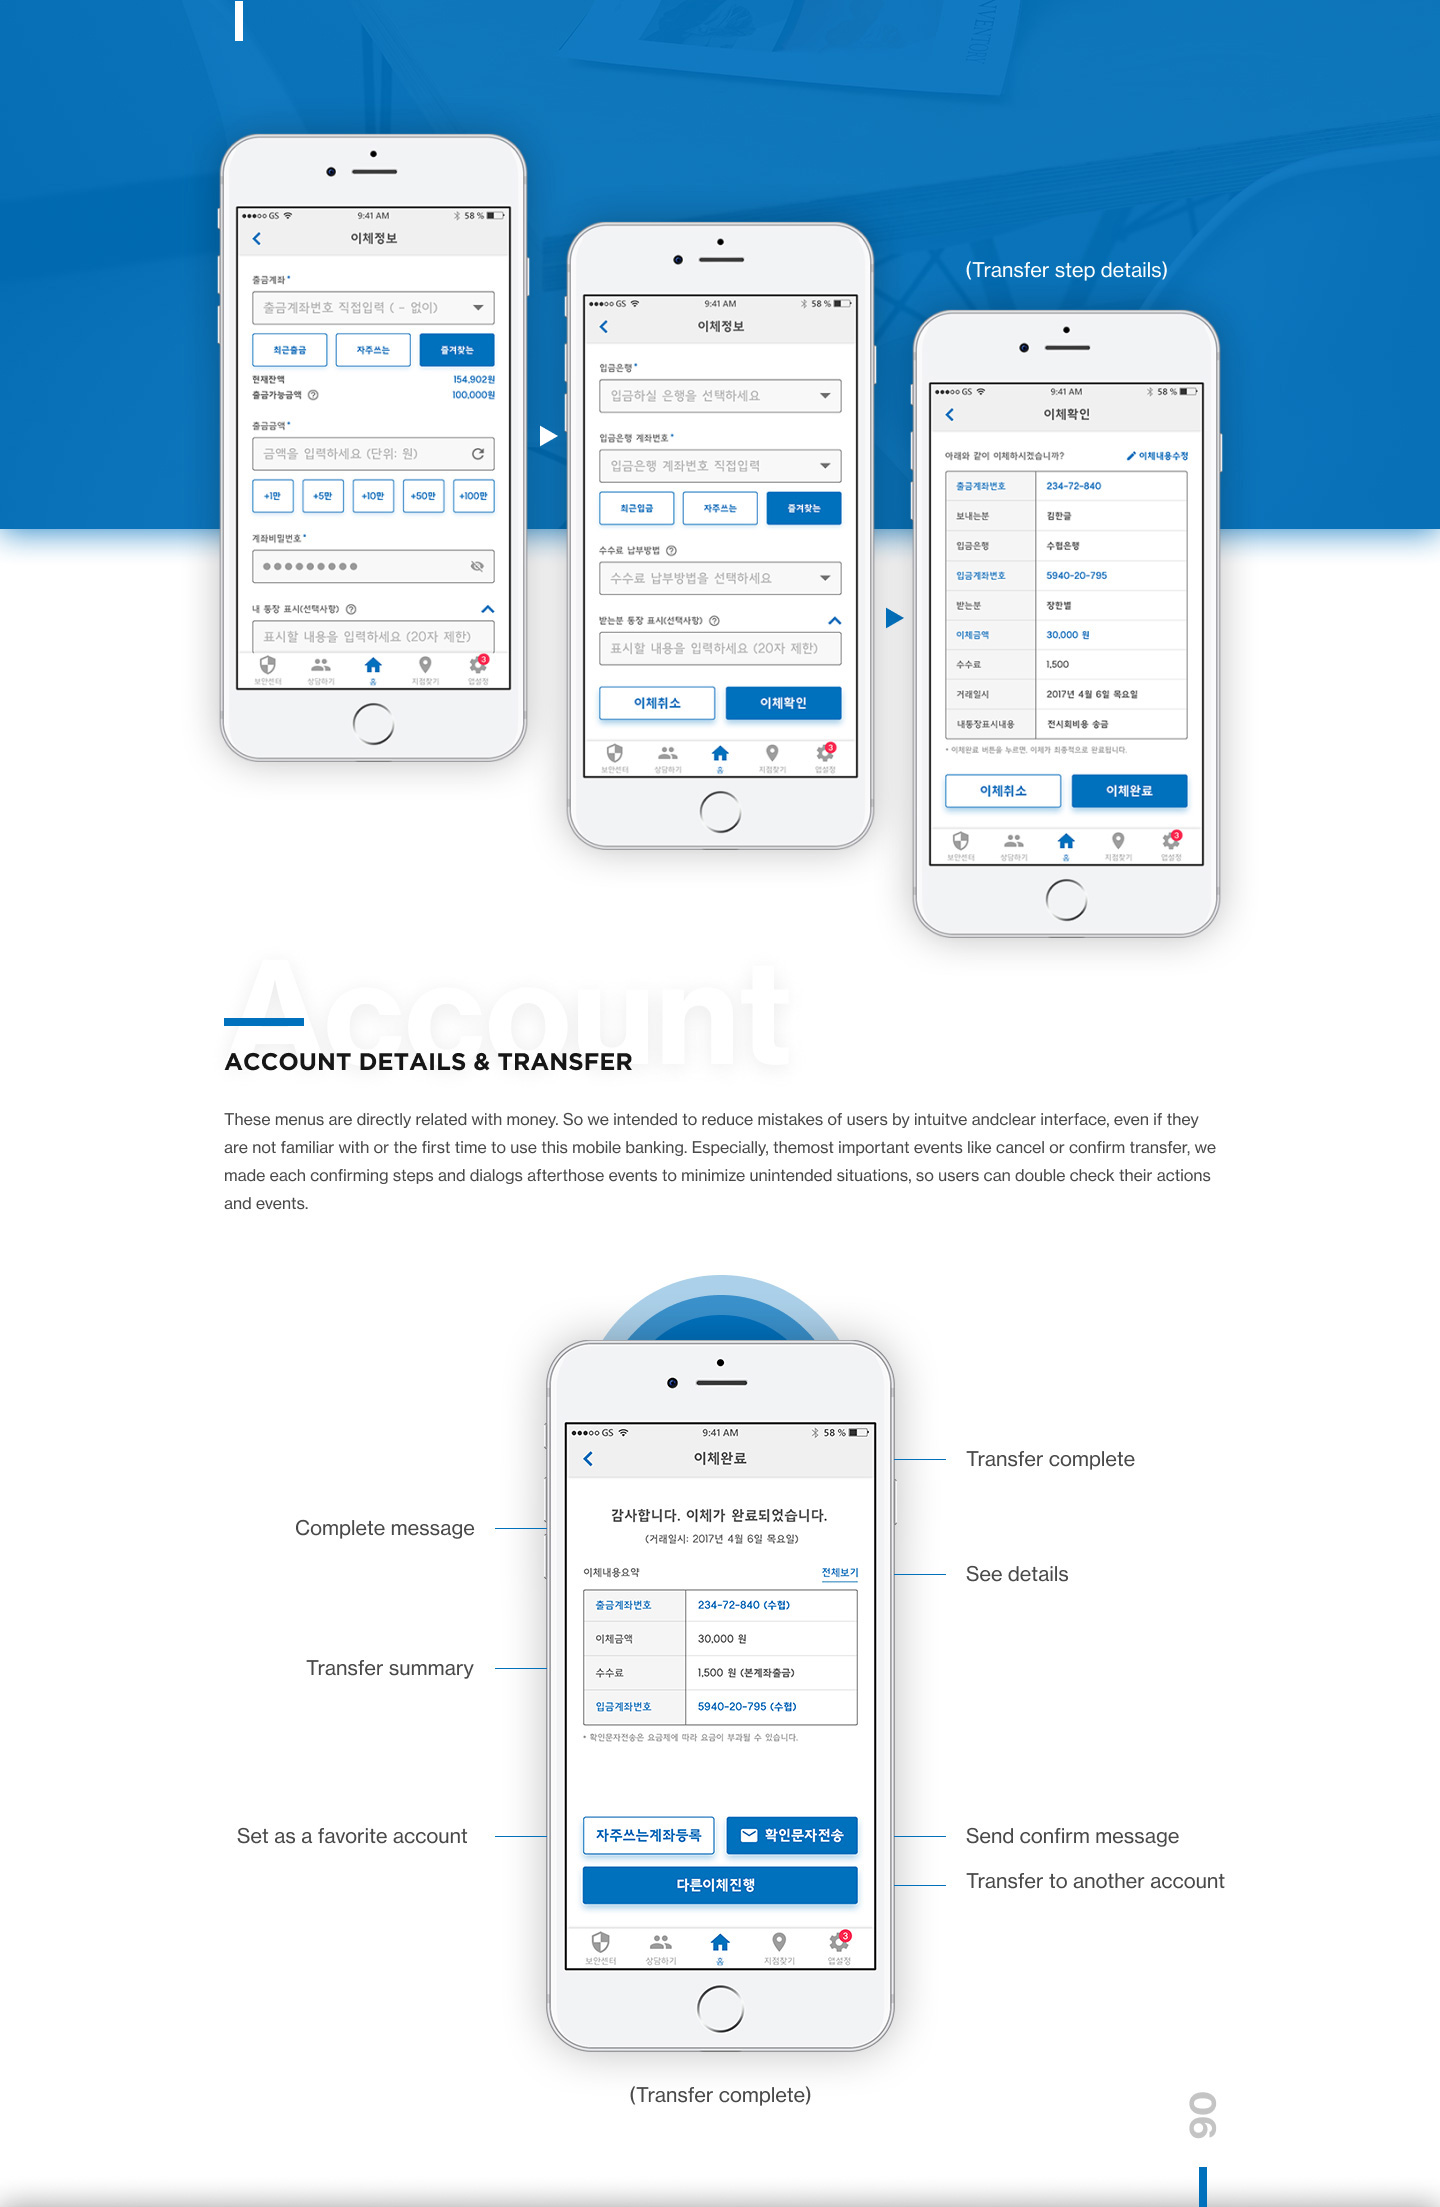 INVENTORY
●●●○○ GS
9:41 AM
58 %
이체정보
출금계좌*
출금계좌번호 직접입력 ( - 없이)
최근출금
자주쓰는
즐겨찾는
현재잔액
154,902원
출금가능금액
100,000원
출금금액*
금액을 입력하세요 (단위: 원)
+1만
+5만
+10만
+50만
+100만
계좌비밀번호*
●●●●●●●●●
내 통장 표시(선택사항)
표시할 내용을 입력하세요 (20자 제한)
보안센터
상담하기
홈
지점찾기
앱설정
3
●●●○○ GS
9:41 AM
58 %
이체정보
입금은행*
입금하실 은행을 선택하세요
입금은행 계좌번호*
입금은행 계좌번호 직접입력
최근입금
자주쓰는
즐겨찾는
수수료 납부방법
수수료 납부방법을 선택하세요
받는분 통장 표시(선택사항)
표시할 내용을 입력하세요 (20자 제한)
이체취소
이체확인
보안센터
상담하기
홈
지점찾기
앱설정
3
(Transfer step details)
●●●○○ GS
9:41 AM
58 %
이체확인
아래와 같이 이체하시겠습니까?
이체내용수정
출금계좌번호
234-72-840
보내는분
김한글
입금은행
수협은행
입금계좌번호
5940-20-795
받는분
장한별
이체금액
30,000 원
수수료
1,500
거래일시
2017년 4월 6일 목요일
내통장표시내용
전시회비용 송금
* 이체완료 버튼을 누르면, 이체가 최종적으로 완료됩니다.
이체취소
이체완료
보안센터
상담하기
홈
지점찾기
앱설정
3
Account
ACCOUNT DETAILS & TRANSFER
These menus are directly related with money. So we intended to reduce mistakes of users by intuitve andclear interface, even if they
are not familiar with or the first time to use this mobile banking. Especially, themost important events like cancel or confirm transfer, we
made each confirming steps and dialogs afterthose events to minimize unintended situations, so users can double check their actions
and events.
●●●○○ GS
9:41 AM
58 %
이체완료
Transfer complete
감사합니다. 이체가 완료되었습니다.
Complete message
(거래일시: 2017년 4월 6일 목요일)
이체내용요약
전체보기
See details
출금계좌번호
234-72-840 (수협)
이체금액
30,000 원
Transfer summary
수수료
1,500 원 (본계좌출금)
입금계좌번호
5940-20-795 (수협)
* 확인문자전송은 요금제에 따라 요금이 부과될 수 있습니다.
Set as a favorite account
자주쓰는계좌등록
확인문자전송
Send confirm message
다른이체진행
Transfer to another account
보안센터
상담하기
홈
지점찾기
앱설정
3
(Transfer complete)
06